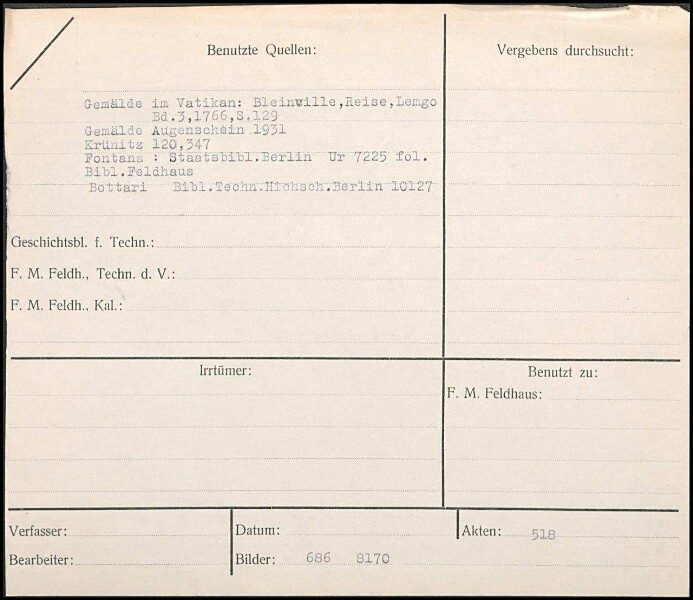 Benutzte Quellen:
Gemälde im Vatikan: Bleinville,Reise,Lemgo
Bd.3,1766,S.129
Gemälde Augenschein 1931
Krünitz 120,347
Fontans : Staatsbibl.Berlin Ur 7225 fol.
Bibl.Feldhaus
Bottari Bibl.Techn.Hichsch.Berlin 10127
Geschichtsbl. f. Techn.:
F. M. Feldh., Techn. d. V.:
F. M. Feldh., Kal.:
Vergebens durchsucht:
Irrtümer:
Benutzt zu:
F. M. Feldhaus:
Verfasser:
Datum:
Akten: 518
Bearbeiter:
Bilder: 686 8170